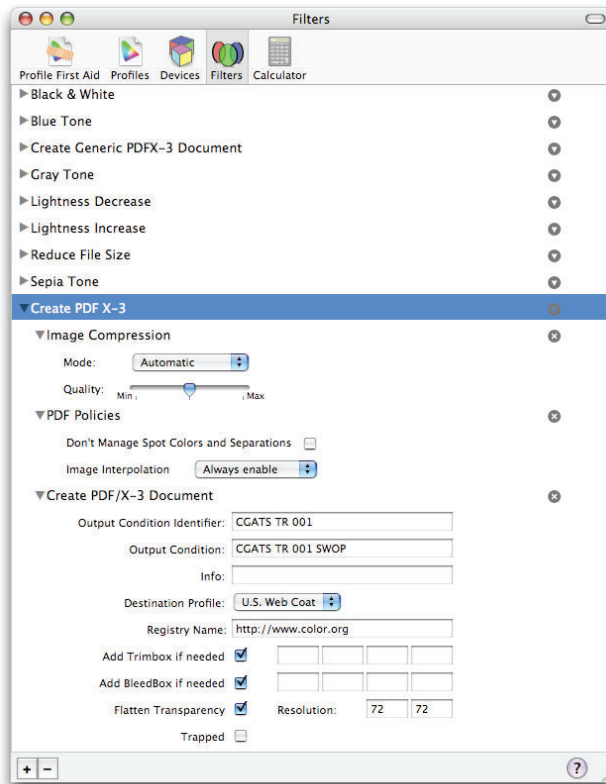 Filters
Profile First Aid Profiles Devices Filters Calculator
Black & White
Blue Tone
Create Generic PDFX-3 Document
Gray Tone
Lightness Decrease
Lightness Increase
Reduce File Size
Sepia Tone
Create PDF X-3
Image Compression
Mode: Automatic
Quality: Min Max
PDF Policies
Don't Manage Spot Colors and Separations
Image Interpolation Always enable
Create PDF/X-3 Document
Output Condition Identifier: CGATS TR 001
Output Condition: CGATS TR 001 SWOP
Info:
Destination Profile: U.S. Web Coat
Registry Name: http://www.color.org
Add Trimbox if needed
Add BleedBox if needed
Flatten Transparency Resolution: 72 72
Trapped
+ - ?